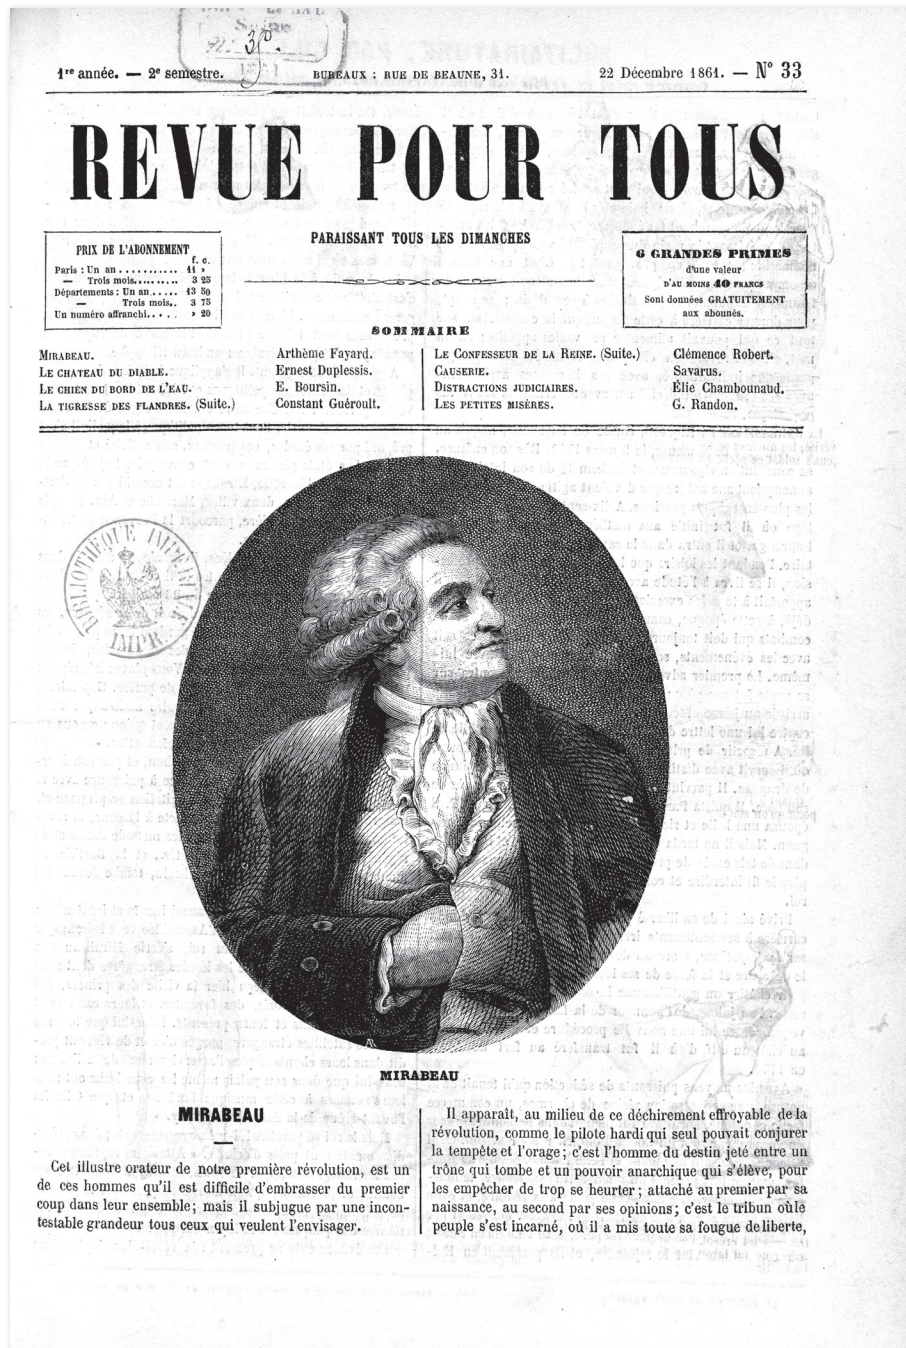 1re année. — 2e semestre.
BUREAUX : RUE DE BEAUNE, 31.
22 Décembre 1861. — N° 33
REVUE POUR TOUS
PARAISSANT TOUS LES DIMANCHES
PRIX DE L'ABONNEMENT
f. c.
Paris : Un an........... 11 »
— Trois mois.......... 3 25
Départements : Un an..... 13 50
— Trois mois.. 3 75
Un numéro affranchi..... » 20
6 GRANDES PRIMES
d'une valeur
D'AU MOINS 40 FRANCS
Sont données GRATUITEMENT
aux abonnés.
SOMMAIRE
MIRABEAU. Arthème Fayard.
LE CHATEAU DU DIABLE. Ernest Duplessis.
LE CHIEN DU BORD DE L'EAU. E. Boursin.
LA TIGRESSE DES FLANDRES. (Suite.) Constant Guéroult.
LE CONFESSEUR DE LA REINE. (Suite.) Clémence Robert.
CAUSERIE. Savarus.
DISTRACTIONS JUDICIAIRES. Élie Chambounaud.
LES PETITES MISÈRES. G. Randon.
BIBLIOTHÈQUE IMPÉRIALE
IMPR
MIRABEAU
MIRABEAU
Cet illustre orateur de notre première révolution, est un
de ces hommes qu'il est difficile d'embrasser du premier
coup dans leur ensemble; mais il subjugue par une incon-
testable grandeur tous ceux qui veulent l'envisager.
Il apparaît, au milieu de ce déchirement effroyable de la
révolution, comme le pilote hardi qui seul pouvait conjurer
la tempête et l'orage; c'est l'homme du destin jeté entre un
trône qui tombe et un pouvoir anarchique qui s'élève, pour
les empêcher de trop se heurter; attaché au premier par sa
naissance, au second par ses opinions; c'est le tribun où le
peuple s'est incarné, où il a mis toute sa fougue de liberte,